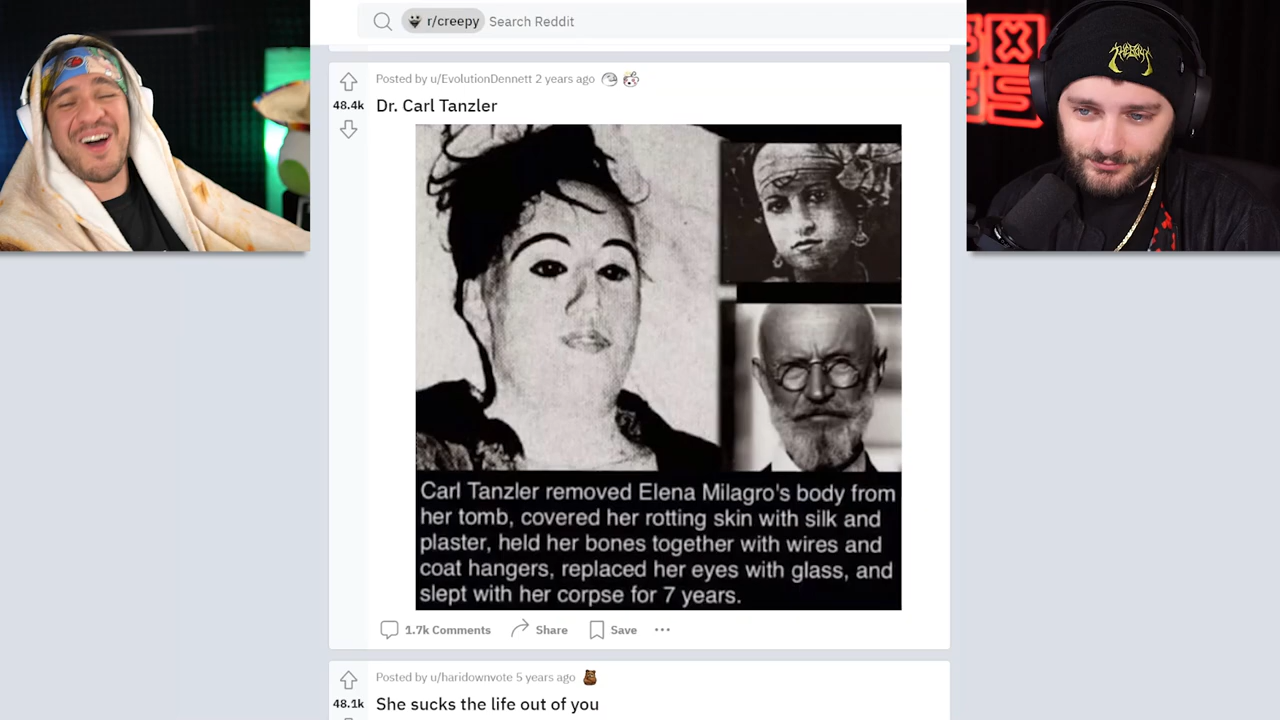 r/creepy Search Reddit
Posted by u/EvolutionDennett 2 years ago
48.4k
Dr. Carl Tanzler
Carl Tanzler removed Elena Milagro's body from
her tomb, covered her rotting skin with silk and
plaster, held her bones together with wires and
coat hangers, replaced her eyes with glass, and
slept with her corpse for 7 years.
1.7k Comments Share Save
Posted by u/haridownvote 5 years ago
48.1k
She sucks the life out of you